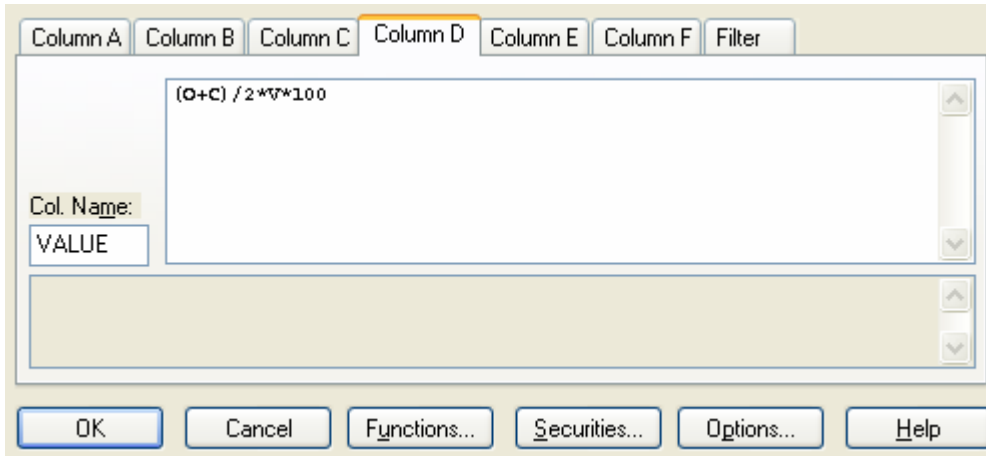 Column A Column B Column C Column D Column E Column F Filter
(O+C)/2*V*100
Col. Name:
VALUE
OK Cancel Functions... Securities... Options... Help